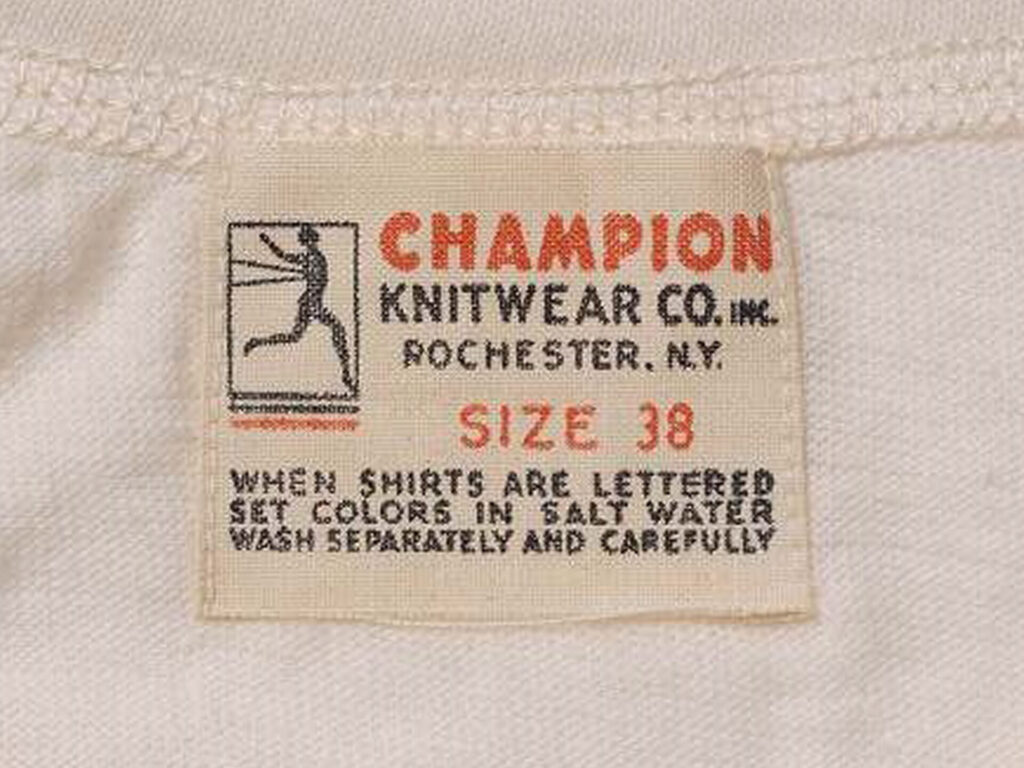 CHAMPION
KNITWEAR CO. INC.
ROCHESTER. N.Y.
SIZE 38
WHEN SHIRTS ARE LETTERED
SET COLORS IN SALT WATER
WASH SEPARATELY AND CAREFULLY